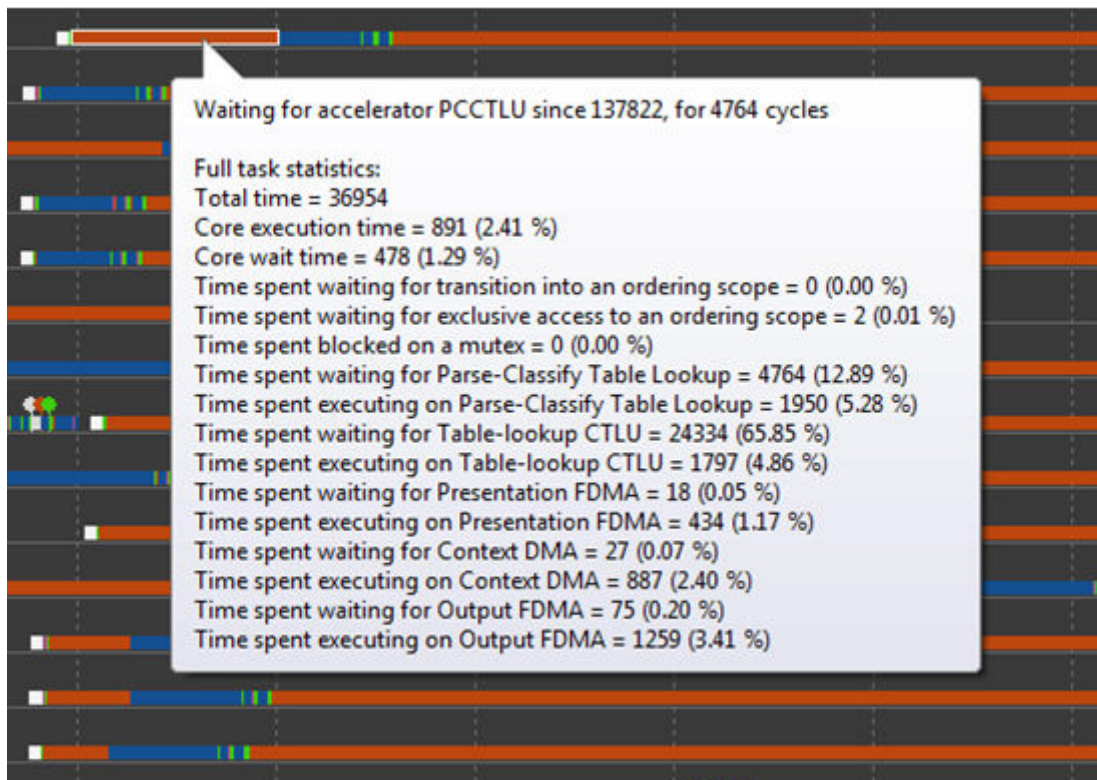 Waiting for accelerator PCCTLU since 137822, for 4764 cycles
Full task statistics:
Total time = 36954
Core execution time = 891 (2.41 %)
Core wait time = 478 (1.29 %)
Time spent waiting for transition into an ordering scope = 0 (0.00 %)
Time spent waiting for exclusive access to an ordering scope = 2 (0.01 %)
Time spent blocked on a mutex = 0 (0.00 %)
Time spent waiting for Parse-Classify Table Lookup = 4764 (12.89 %)
Time spent executing on Parse-Classify Table Lookup = 1950 (5.28 %)
Time spent waiting for Table-lookup CTLU = 24334 (65.85 %)
Time spent executing on Table-lookup CTLU = 1797 (4.86 %)
Time spent waiting for Presentation FDMA = 18 (0.05 %)
Time spent executing on Presentation FDMA = 434 (1.17 %)
Time spent waiting for Context DMA = 27 (0.07 %)
Time spent executing on Context DMA = 887 (2.40 %)
Time spent waiting for Output FDMA = 75 (0.20 %)
Time spent executing on Output FDMA = 1259 (3.41 %)